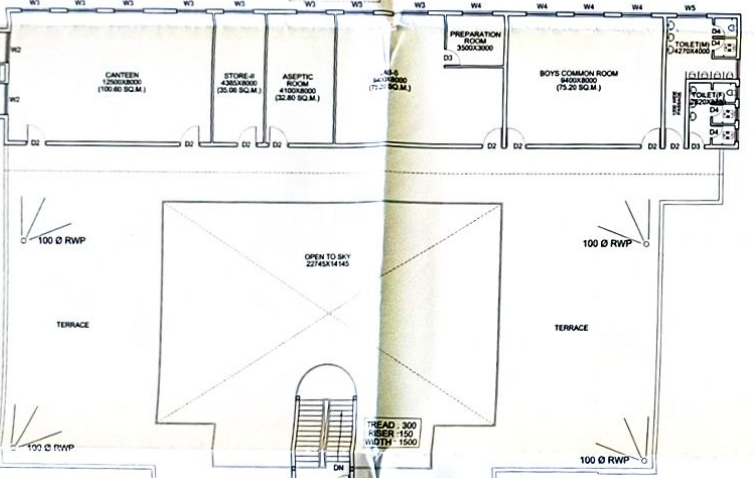 W3 W3 W3 W3 W3 W3 W4 W4 W4 W5
W2
W2
CANTEEN
12500X8000
(100.60 SQ.M.)
STORE-II
4385X8000
(35.08 SQ.M.)
ASEPTIC
ROOM
4100X8000
(32.80 SQ.M.)
9400X8000
PREPARATION
ROOM
3500X3000
D3
BOYS COMMON ROOM
9400X8000
(75.20 SQ.M.)
TOILET(M)
4270X4000
D4
D4
PASSAGE
TOILET(F)
D4
D4
D2 D2 D2 D2 D2 D2 D2 D2 D3
100 Ø RWP
100 Ø RWP
OPEN TO SKY
22745X14145
TERRACE
TERRACE
TREAD : 300
RISER :150
WIDTH : 1500
100 Ø RWP
100 Ø RWP
DN